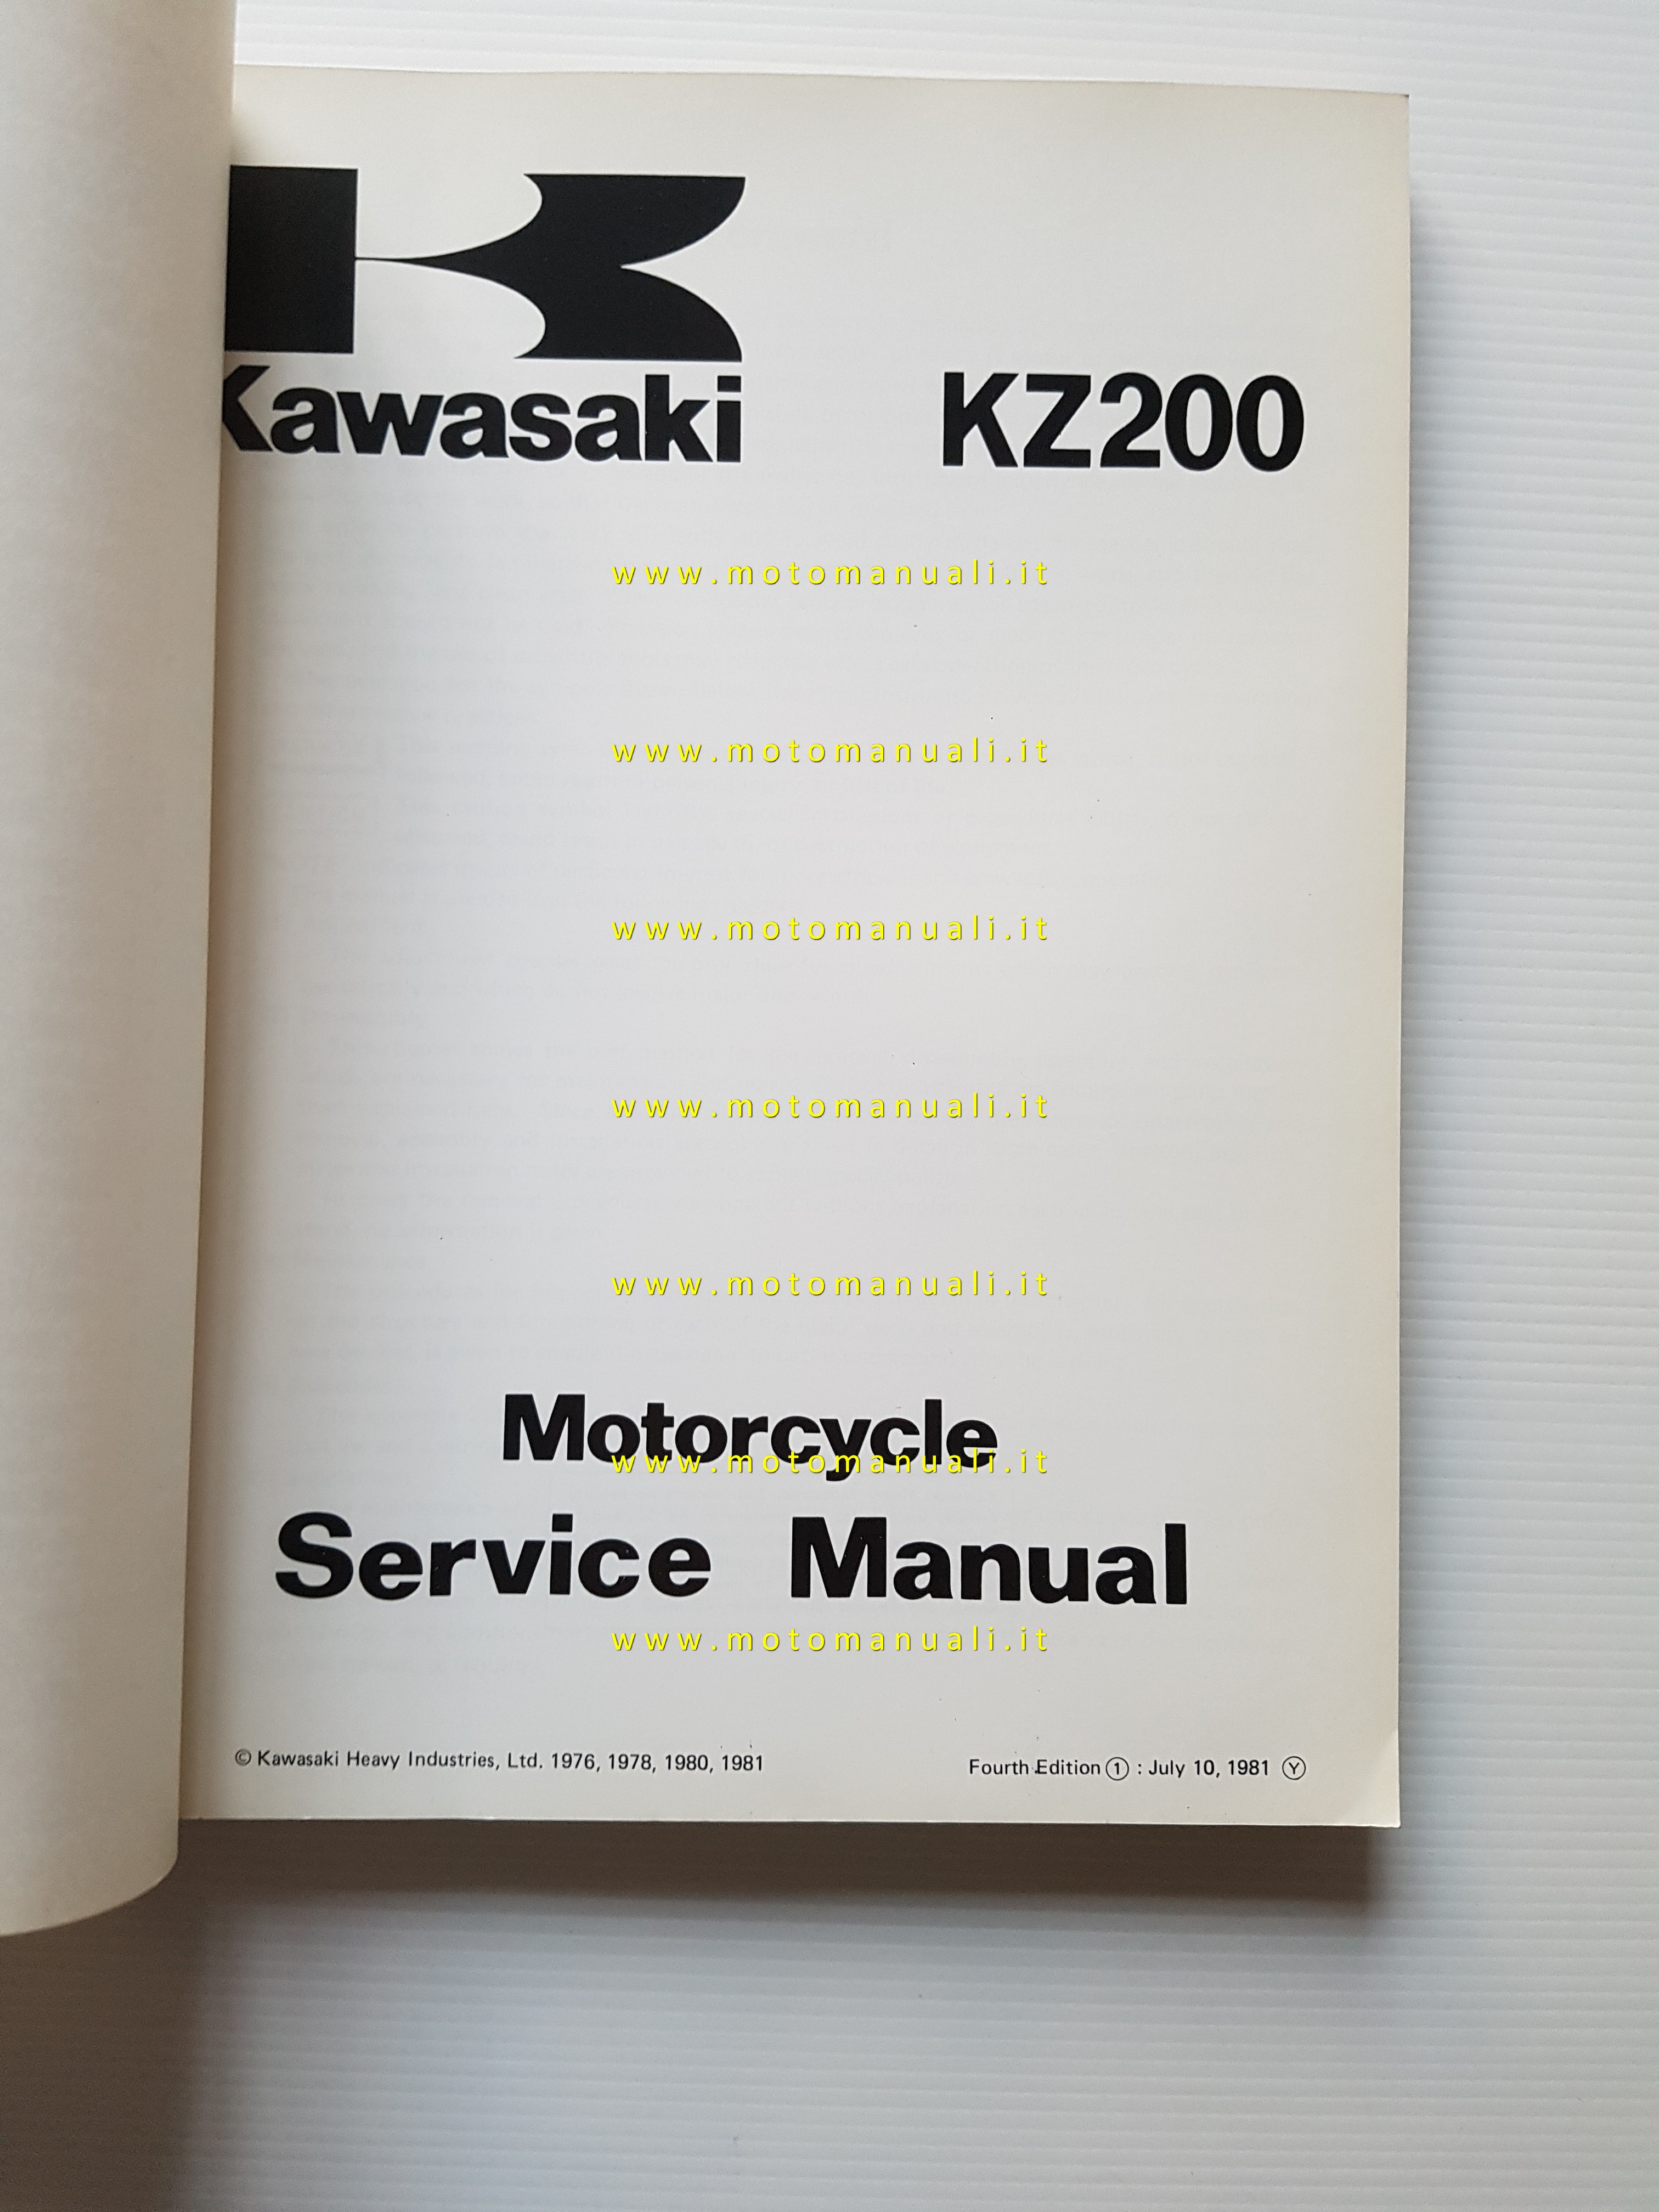 Kawasaki KZ200
www.motomanuali.it
www.motomanuali.it
www.motomanuali.it
www.motomanuali.it
www.motomanuali.it
Motorcycle
www.motomanuali.it
Service Manual
www.motomanuali.it
© Kawasaki Heavy Industries, Ltd. 1976, 1978, 1980, 1981 Fourth Edition ① : July 10, 1981 Ⓨ